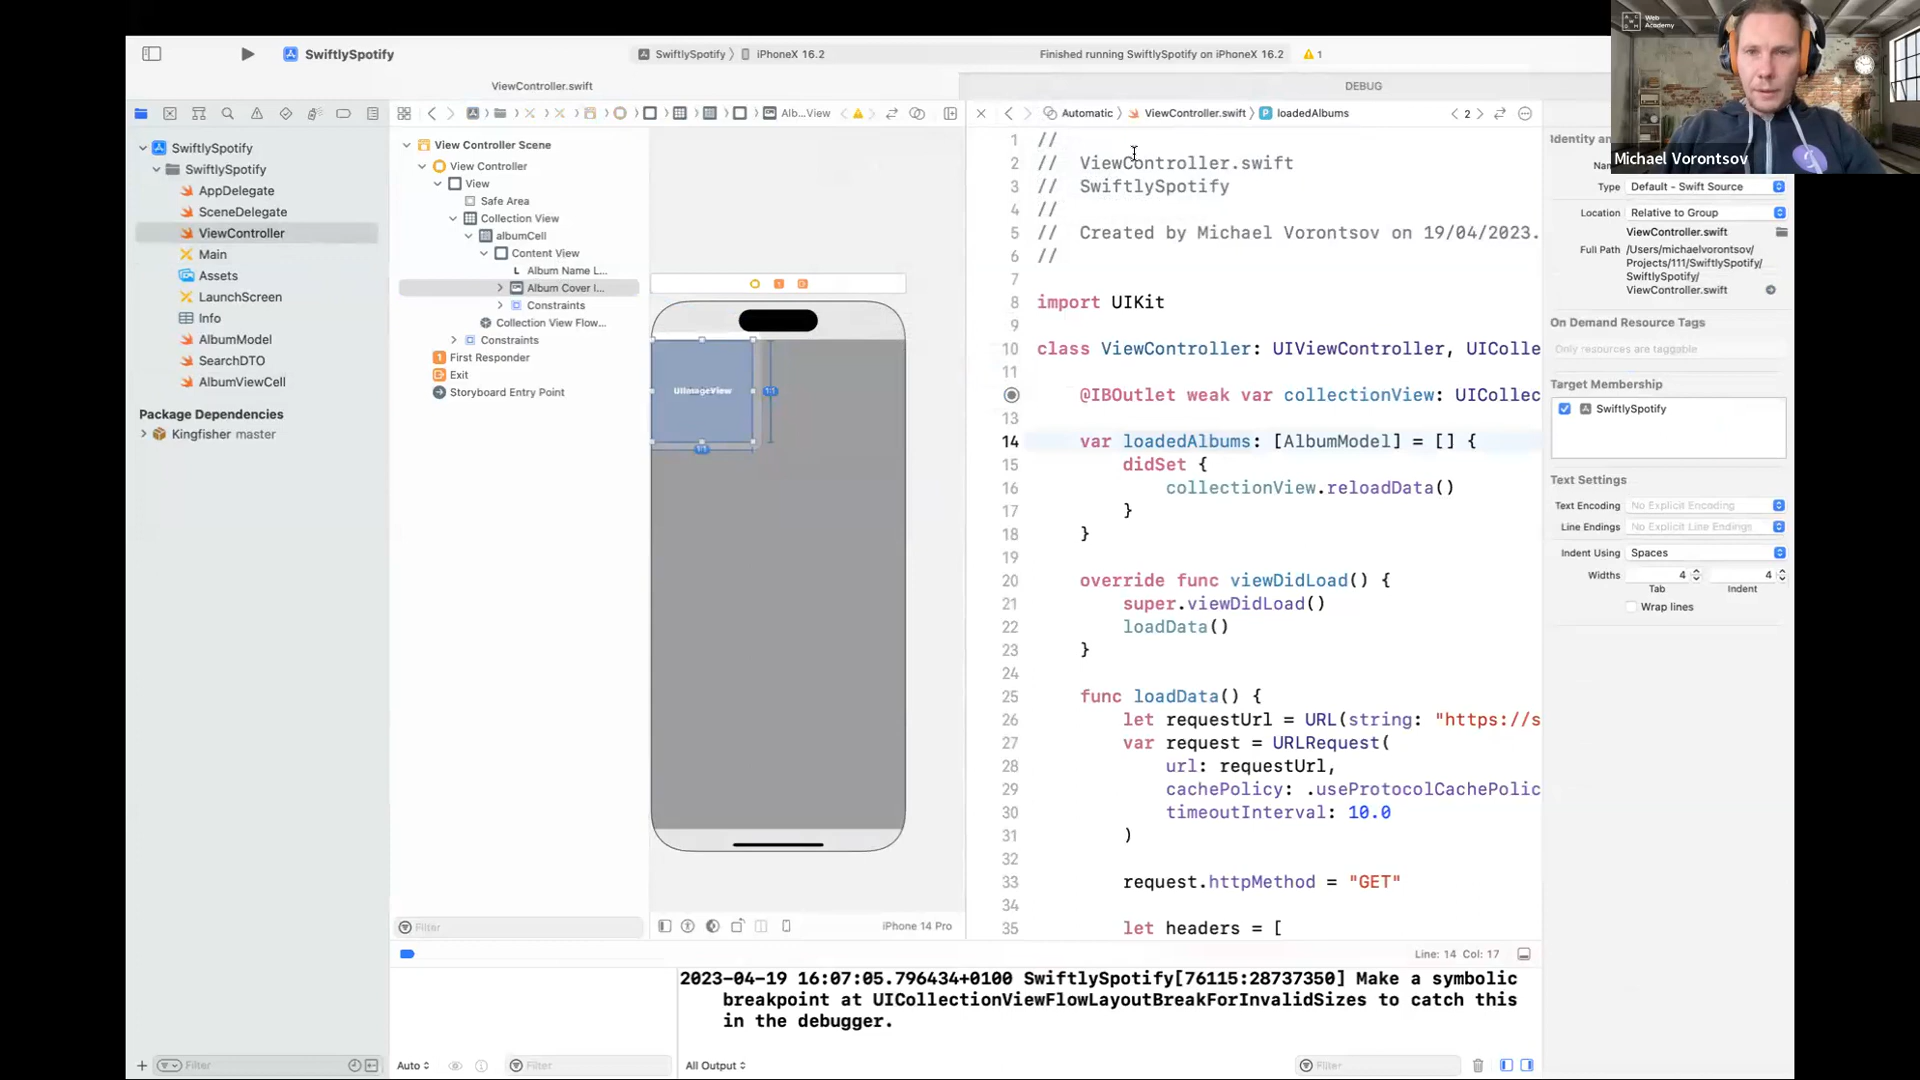 SwiftlySpotify
SwiftlySpotify
iPhoneX 16.2
Finished running SwiftlySpotify on iPhoneX 16.2
1
Web
Academy
Michael Vorontsov
ViewController.swift
DEBUG
Alb...View
Automatic
ViewController.swift
loadedAlbums
2
SwiftlySpotify
SwiftlySpotify
AppDelegate
SceneDelegate
ViewController
Main
Assets
LaunchScreen
Info
AlbumModel
SearchDTO
AlbumViewCell
Package Dependencies
Kingfisher master
Filter
View Controller Scene
View Controller
View
Safe Area
Collection View
albumCell
Content View
L Album Name L...
Album Cover I...
Constraints
Collection View Flow...
Constraints
1 First Responder
Exit
Storyboard Entry Point
Filter
UIImageView
1:1
1:1
iPhone 14 Pro
1 //
2 //  ViewController.swift
3 //  SwiftlySpotify
4 //
5 //  Created by Michael Vorontsov on 19/04/2023.
6 //
7
8 import UIKit
9
10 class ViewController: UIViewController, UIColle
11
@IBOutlet weak var collectionView: UICollec
13
14 var loadedAlbums: [AlbumModel] = [] {
15 didSet {
16 collectionView.reloadData()
17 }
18 }
19
20 override func viewDidLoad() {
21 super.viewDidLoad()
22 loadData()
23 }
24
25 func loadData() {
26 let requestUrl = URL(string: "https://s
27 var request = URLRequest(
28 url: requestUrl,
29 cachePolicy: .useProtocolCachePolic
30 timeoutInterval: 10.0
31 )
32
33 request.httpMethod = "GET"
34
35 let headers = [
Line: 14 Col: 17
2023-04-19 16:07:05.796434+0100 SwiftlySpotify[76115:28737350] Make a symbolic
breakpoint at UICollectionViewFlowLayoutBreakForInvalidSizes to catch this
in the debugger.
Auto
Filter
All Output
Filter
Identity an
Na
Type Default - Swift Source
Location Relative to Group
ViewController.swift
Full Path /Users/michaelvorontsov/
Projects/111/SwiftlySpotify/
SwiftlySpotify/
ViewController.swift
On Demand Resource Tags
Only resources are taggable
Target Membership
SwiftlySpotify
Text Settings
Text Encoding No Explicit Encoding
Line Endings No Explicit Line Endings
Indent Using Spaces
Widths 4 4
Tab Indent
Wrap lines